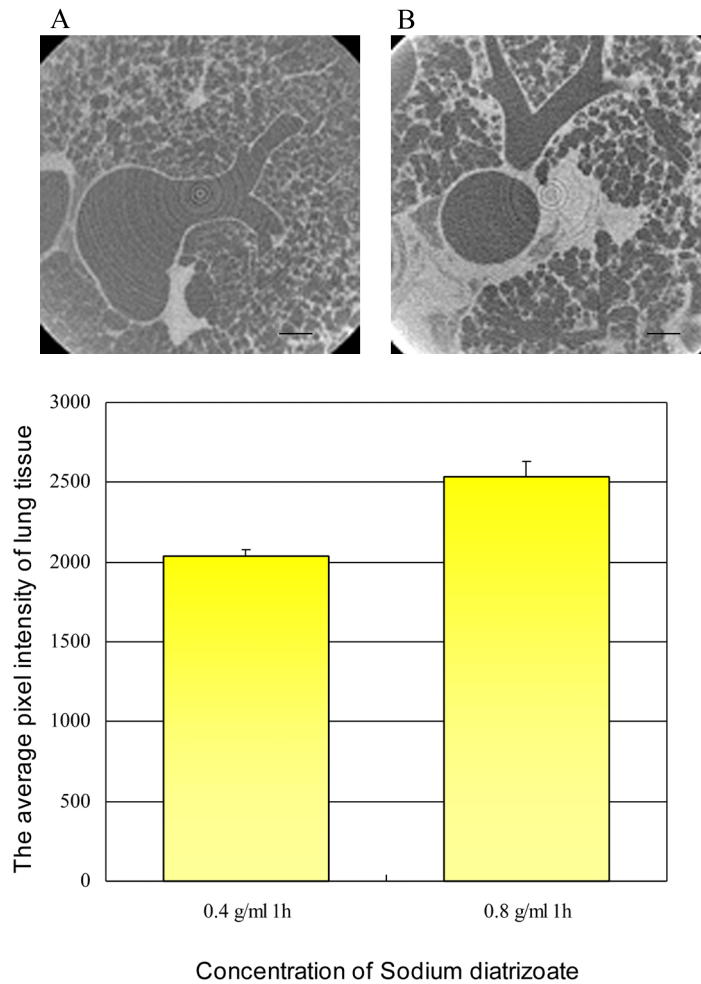 A
B
The average pixel intensity of lung tissue
3000
2500
2000
1500
1000
500
0
0.4 g/ml 1h
0.8 g/ml 1h
Concentration of Sodium diatrizoate